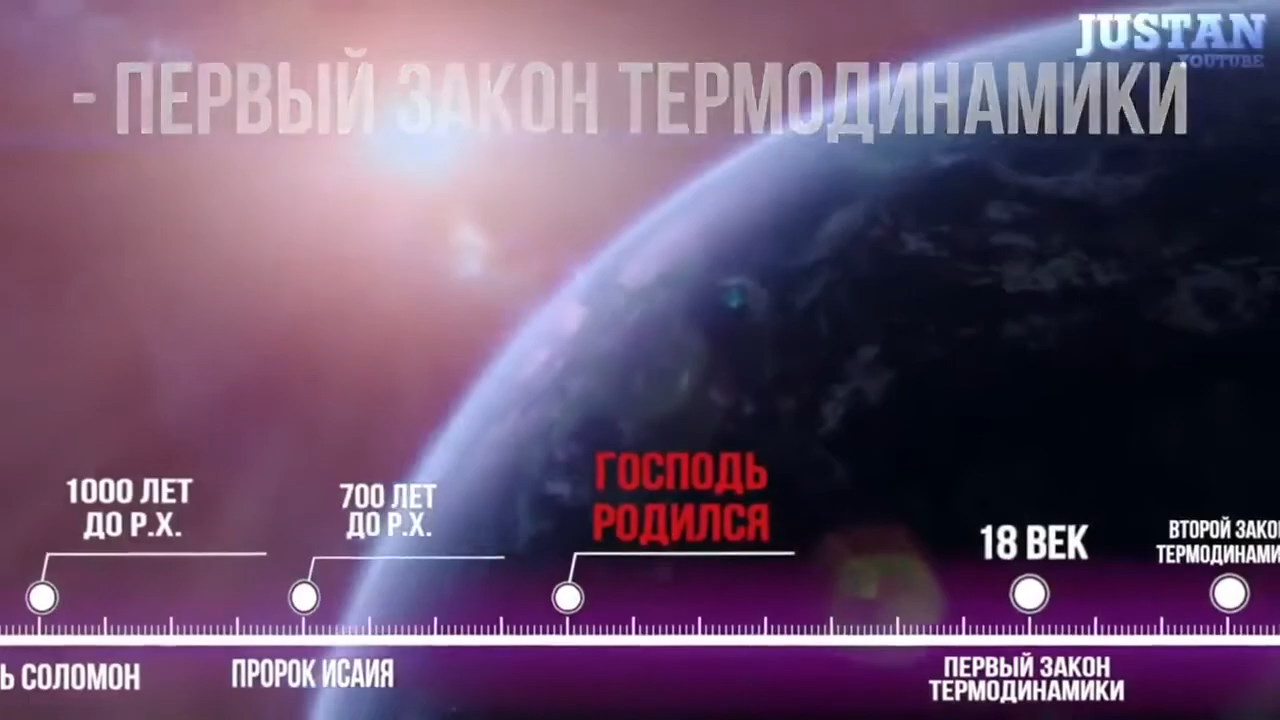 JUSTAN
YOUTUBE
- ПЕРВЫЙ ЗАКОН ТЕРМОДИНАМИКИ
1000 ЛЕТ
ДО Р.Х.
700 ЛЕТ
ДО Р.Х.
ГОСПОДЬ
РОДИЛСЯ
18 ВЕК
ВТОРОЙ ЗАКО
ТЕРМОДИНАМИ
Ь СОЛОМОН
ПРОРОК ИСАИЯ
ПЕРВЫЙ ЗАКОН
ТЕРМОДИНАМИКИ